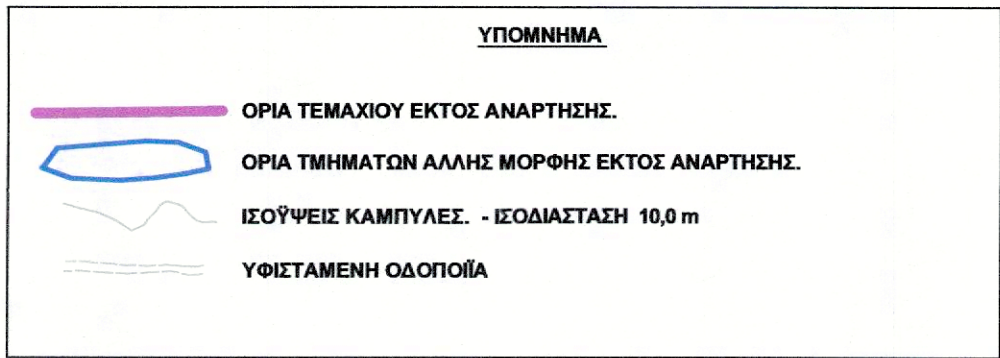 ΥΠΟΜΝΗΜΑ
ΟΡΙΑ ΤΕΜΑΧΙΟΥ ΕΚΤΟΣ ΑΝΑΡΤΗΣΗΣ.
ΟΡΙΑ ΤΜΗΜΑΤΩΝ ΑΛΛΗΣ ΜΟΡΦΗΣ ΕΚΤΟΣ ΑΝΑΡΤΗΣΗΣ.
ΙΣΟΫΨΕΙΣ ΚΑΜΠΥΛΕΣ. - ΙΣΟΔΙΑΣΤΑΣΗ 10,0 m
ΥΦΙΣΤΑΜΕΝΗ ΟΔΟΠΟΙΪΑ